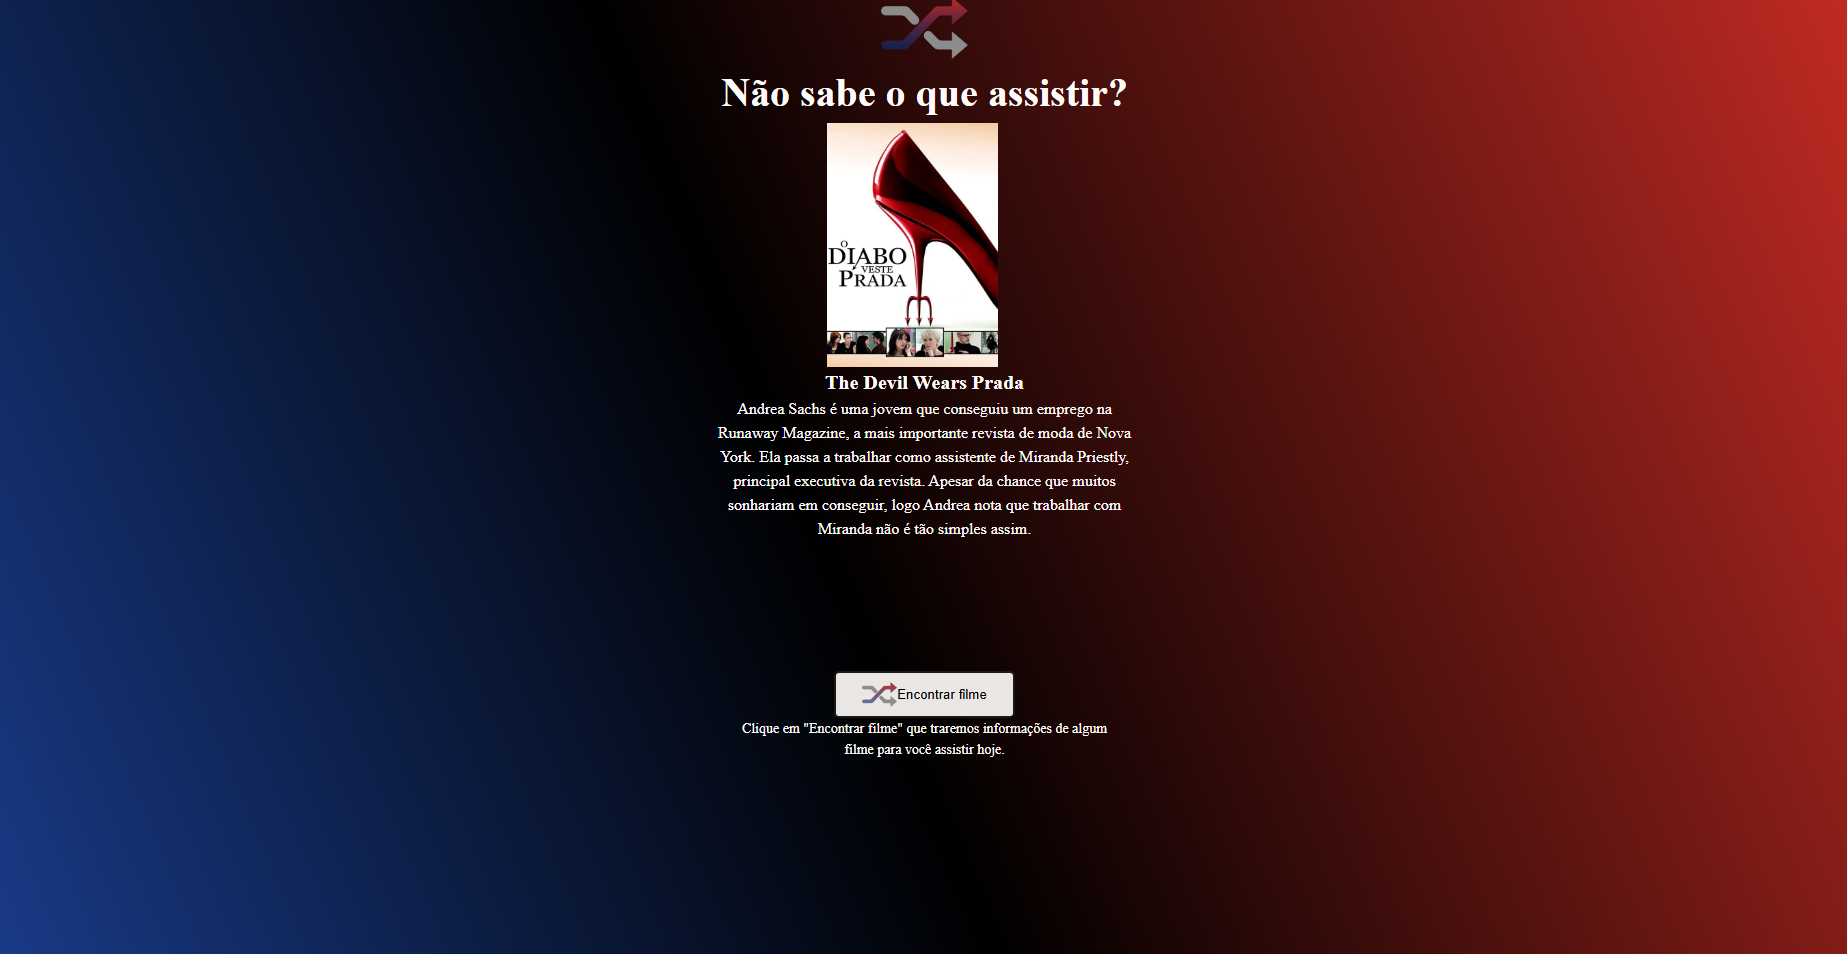 Não sabe o que assistir?
O
DIABO
VESTE
PRADA
The Devil Wears Prada
Andrea Sachs é uma jovem que conseguiu um emprego na
Runaway Magazine, a mais importante revista de moda de Nova
York. Ela passa a trabalhar como assistente de Miranda Priestly,
principal executiva da revista. Apesar da chance que muitos
sonhariam em conseguir, logo Andrea nota que trabalhar com
Miranda não é tão simples assim.
Encontrar filme
Clique em "Encontrar filme" que traremos informações de algum
filme para você assistir hoje.